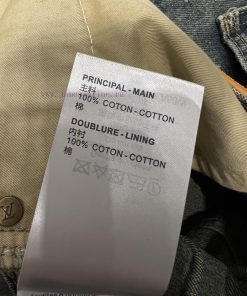 PRINCIPAL - MAIN
主料
100% COTON - COTTON
棉
DOUBLURE - LINING
内衬
100% COTON - COTTON
棉